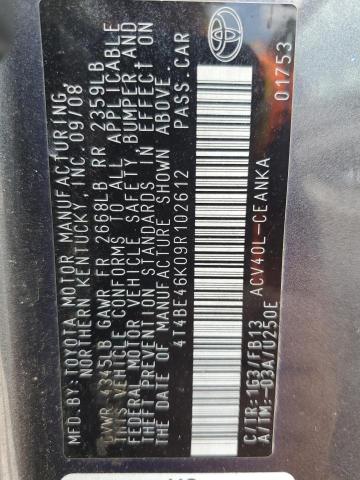 MFD.BY: TOYOTA MOTOR MANUFACTURING,
NORTHERN KENTUCKY, INC. 09/08
GVWR 4345LB GAWR FR 2668LB RR 2359LB
THIS VEHICLE CONFORMS TO ALL APPLICABLE
FEDERAL MOTOR VEHICLE SAFETY, BUMPER, AND
THEFT PREVENTION STANDARDS IN EFFECT ON
THE DATE OF MANUFACTURE SHOWN ABOVE.
4T4BE46K09R102612 PASS.CAR
C/TR:1G3/FB13 ACV40L-CEANKA 01753
A/TM:-03A/U250E
TOYOTA